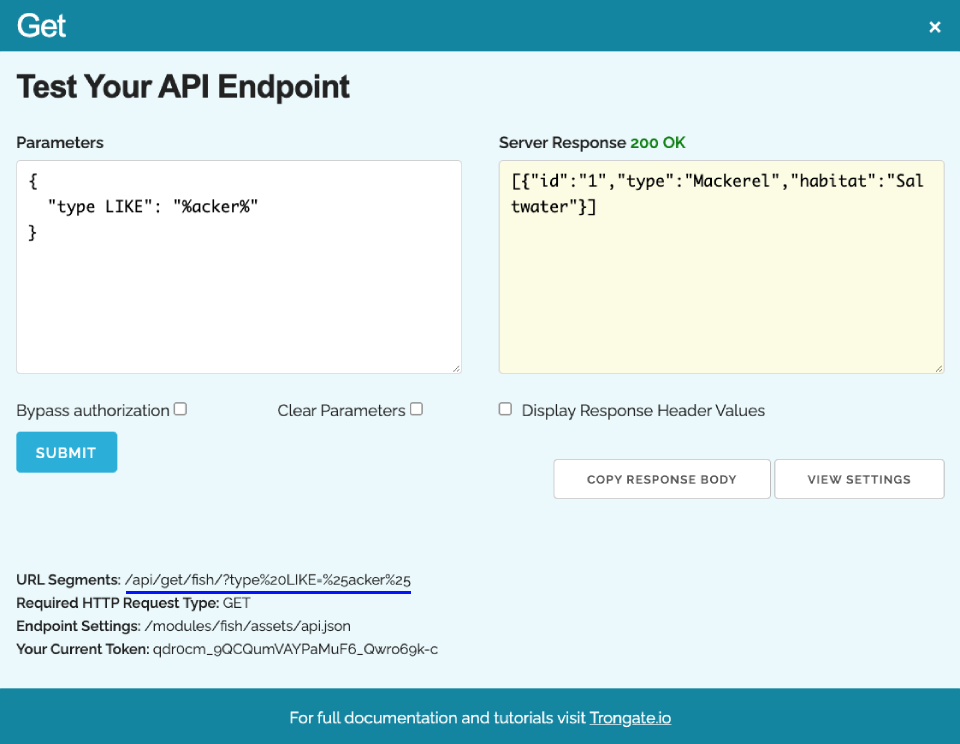 Get
×
Test Your API Endpoint
Parameters
{
"type LIKE": "%acker%"
}
Server Response 200 OK
[{"id":"1","type":"Mackerel","habitat":"Sal
twater"}]
Bypass authorization
Clear Parameters
Display Response Header Values
SUBMIT
COPY RESPONSE BODY
VIEW SETTINGS
URL Segments: /api/get/fish/?type%20LIKE=%25acker%25
Required HTTP Request Type: GET
Endpoint Settings: /modules/fish/assets/api.json
Your Current Token: qdr0cm_9QCQumVAYPaMuF6_Qwro69k-c
For full documentation and tutorials visit Trongate.io